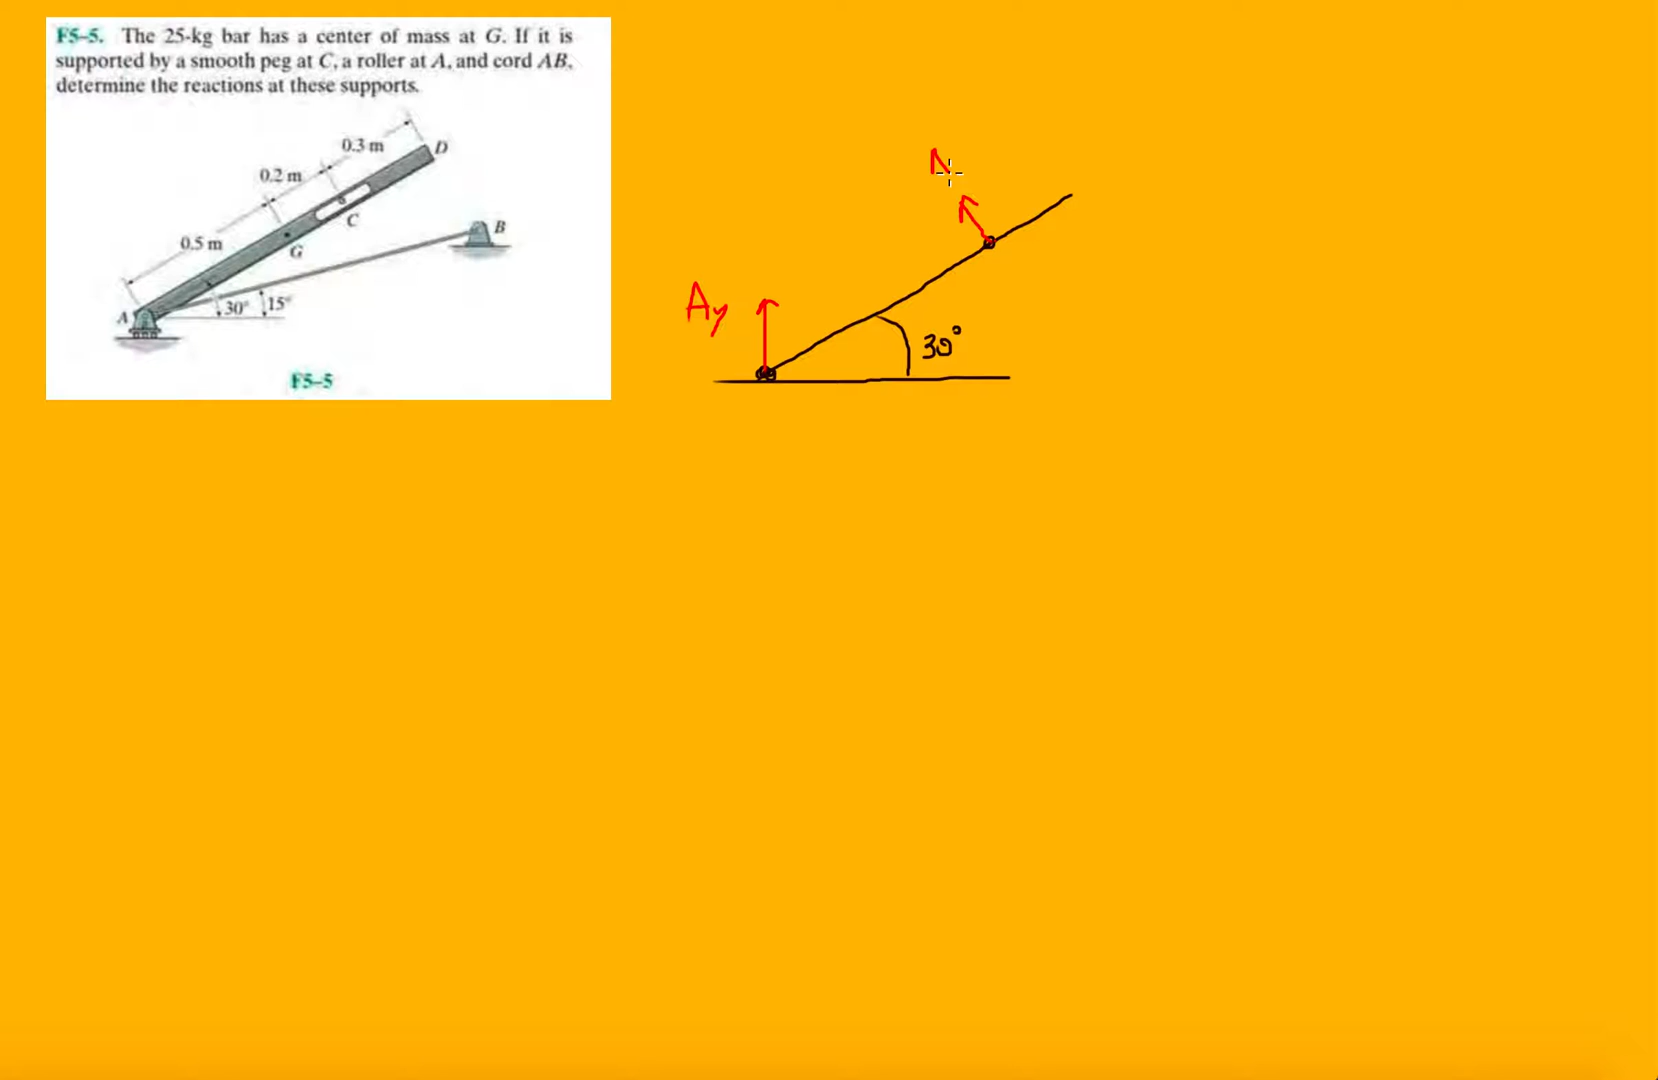 F5–5. The 25-kg bar has a center of mass at G. If it is
supported by a smooth peg at C, a roller at A, and cord AB,
determine the reactions at these supports.
0.3 m
D
0.2 m
C
B
0.5 m
G
30° 15°
A
F5–5
Ay
30°